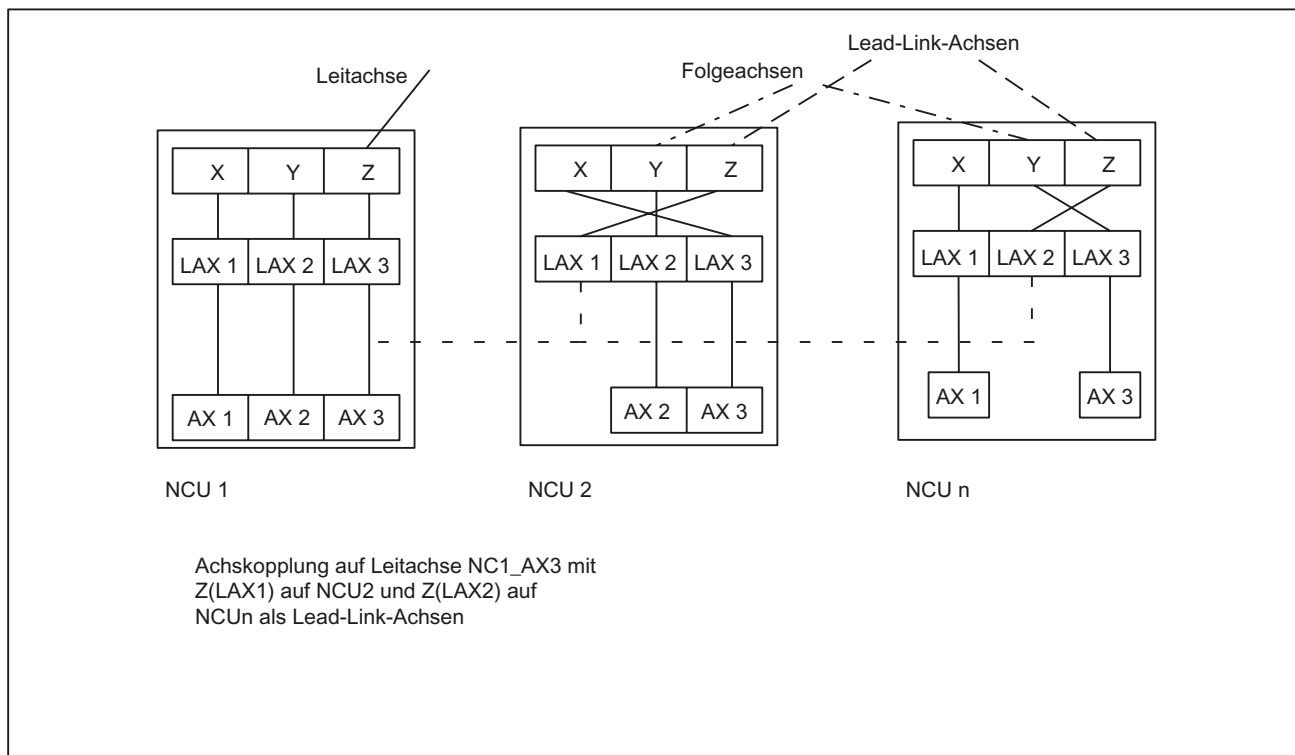 Lead-Link-Achsen
Leitachse
Folgeachsen
X Y Z
LAX 1 LAX 2 LAX 3
AX 1 AX 2 AX 3
NCU 1
X Y Z
LAX 1 LAX 2 LAX 3
AX 2 AX 3
NCU 2
X Y Z
LAX 1 LAX 2 LAX 3
AX 1 AX 3
NCU n
Achskopplung auf Leitachse NC1_AX3 mit
Z(LAX1) auf NCU2 und Z(LAX2) auf
NCUn als Lead-Link-Achsen